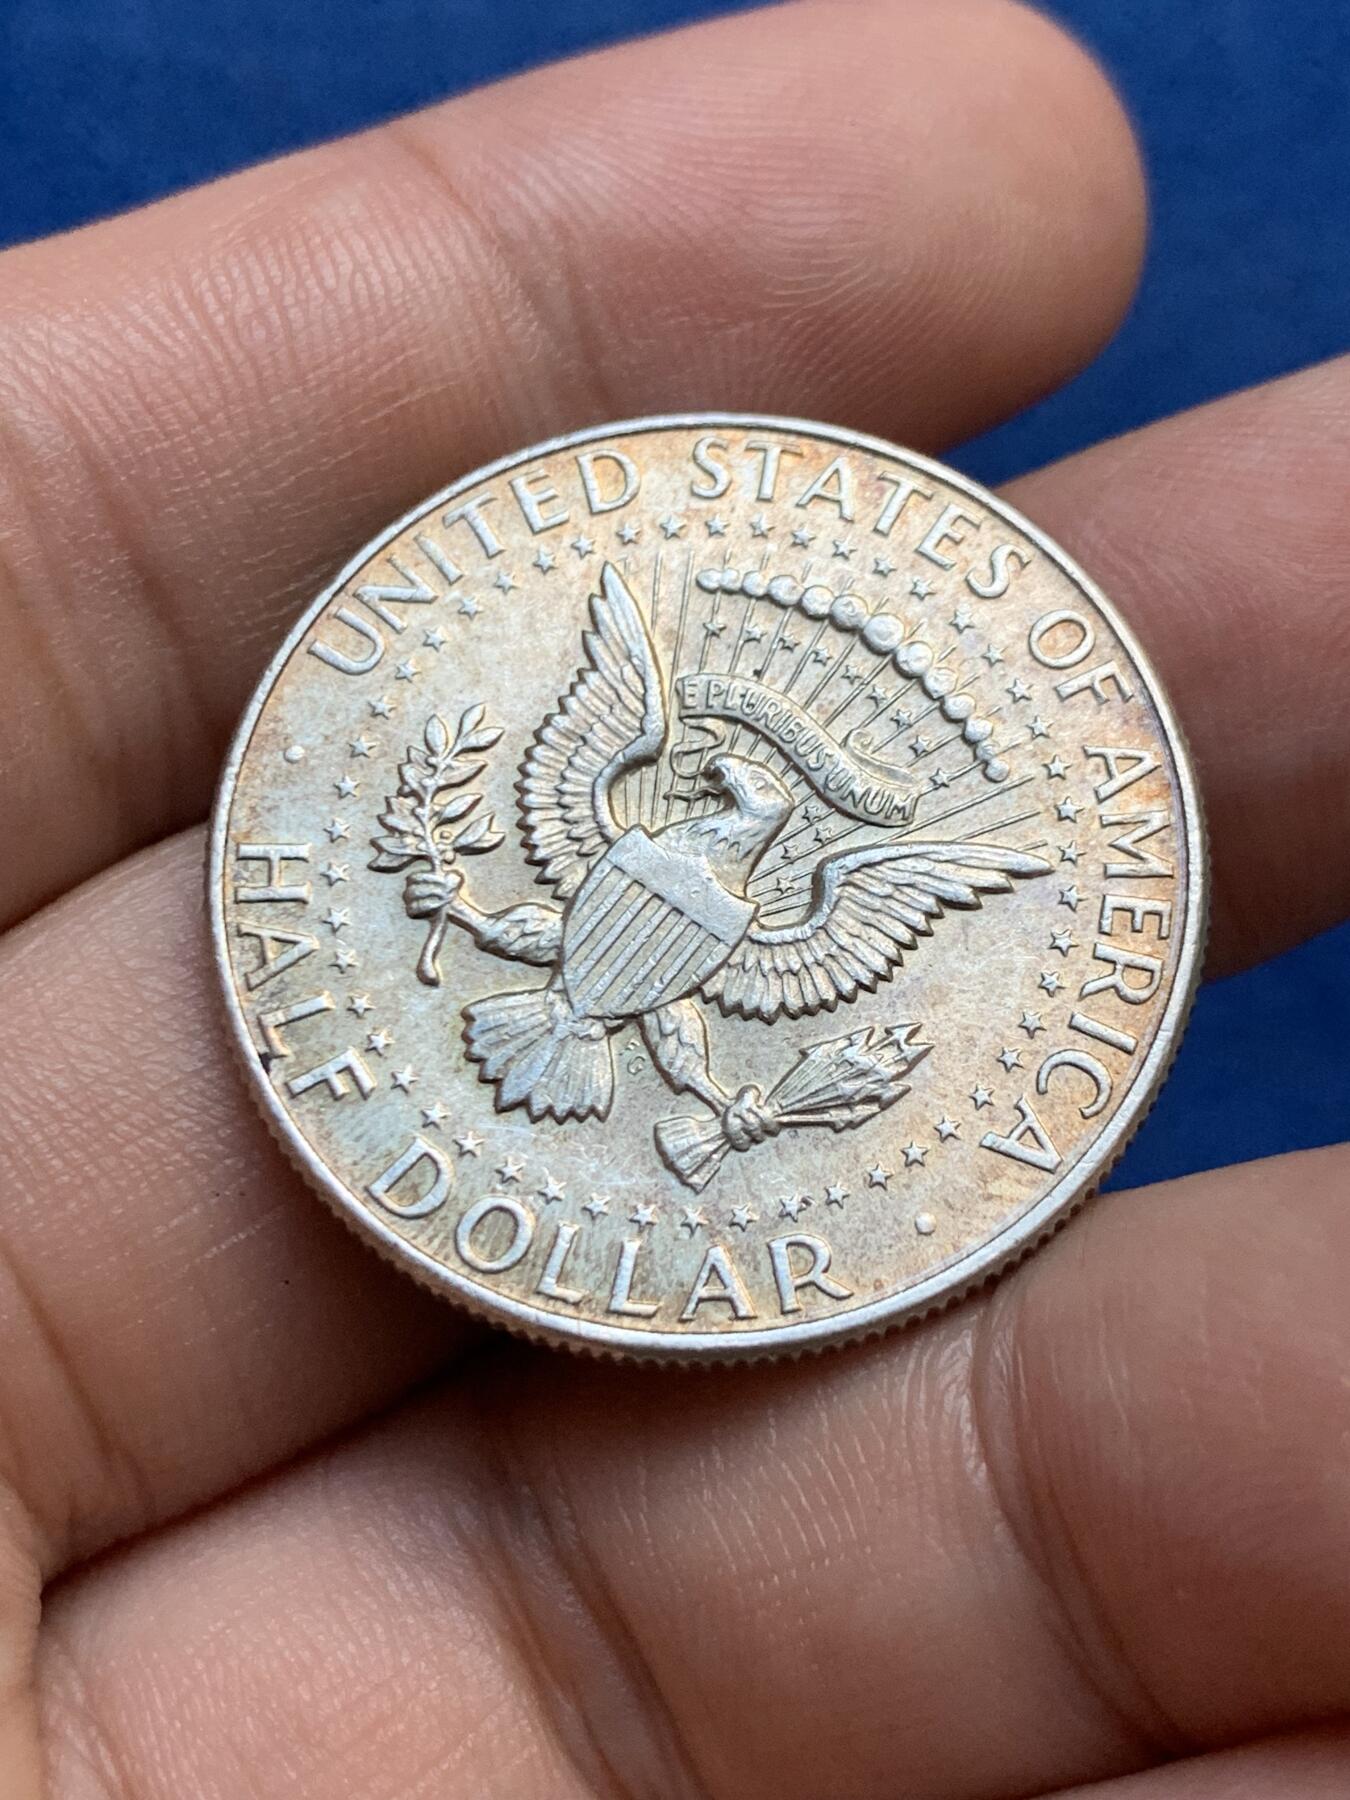 UNITED STATES OF AMERICA
E PLURIBUS UNUM
FG
HALF DOLLAR